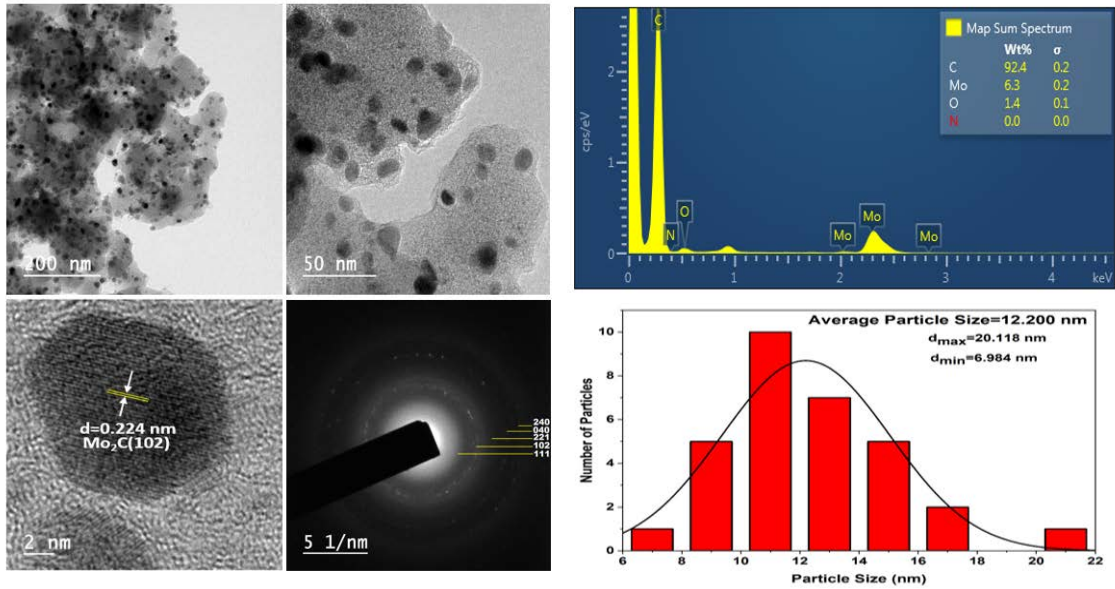 200 nm
50 nm
C
Map Sum Spectrum
Wt% σ
C 92.4 0.2
Mo 6.3 0.2
O 1.4 0.1
N 0.0 0.0
cps/eV
2
1
0
N
O
Mo
Mo
Mo
0 1 2 3 4 keV
d=0.224 nm
Mo₂C(102)
2 nm
240
040
221
102
111
5 1/nm
Average Particle Size=12.200 nm
dmax=20.118 nm
dmin=6.984 nm
Number of Particles
10
8
6
4
2
0
6 8 10 12 14 16 18 20 22
Particle Size (nm)